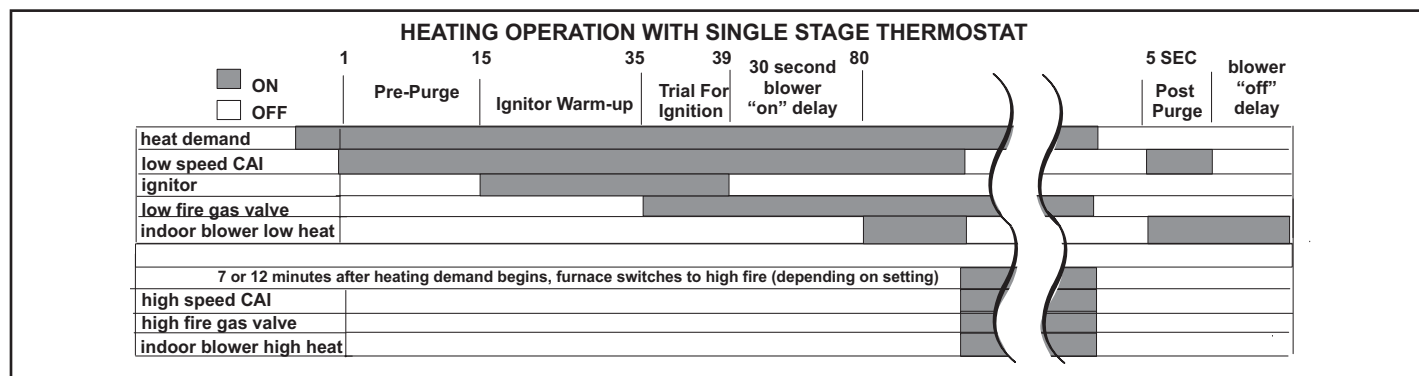 HEATING OPERATION WITH SINGLE STAGE THERMOSTAT
1 15 35 39 80 5 SEC
ON
OFF
Pre-Purge
Ignitor Warm-up
Trial For
Ignition
30 second
blower
“on” delay
Post
Purge
blower
“off”
delay
heat demand
low speed CAI
ignitor
low fire gas valve
indoor blower low heat
7 or 12 minutes after heating demand begins, furnace switches to high fire (depending on setting)
high speed CAI
high fire gas valve
indoor blower high heat